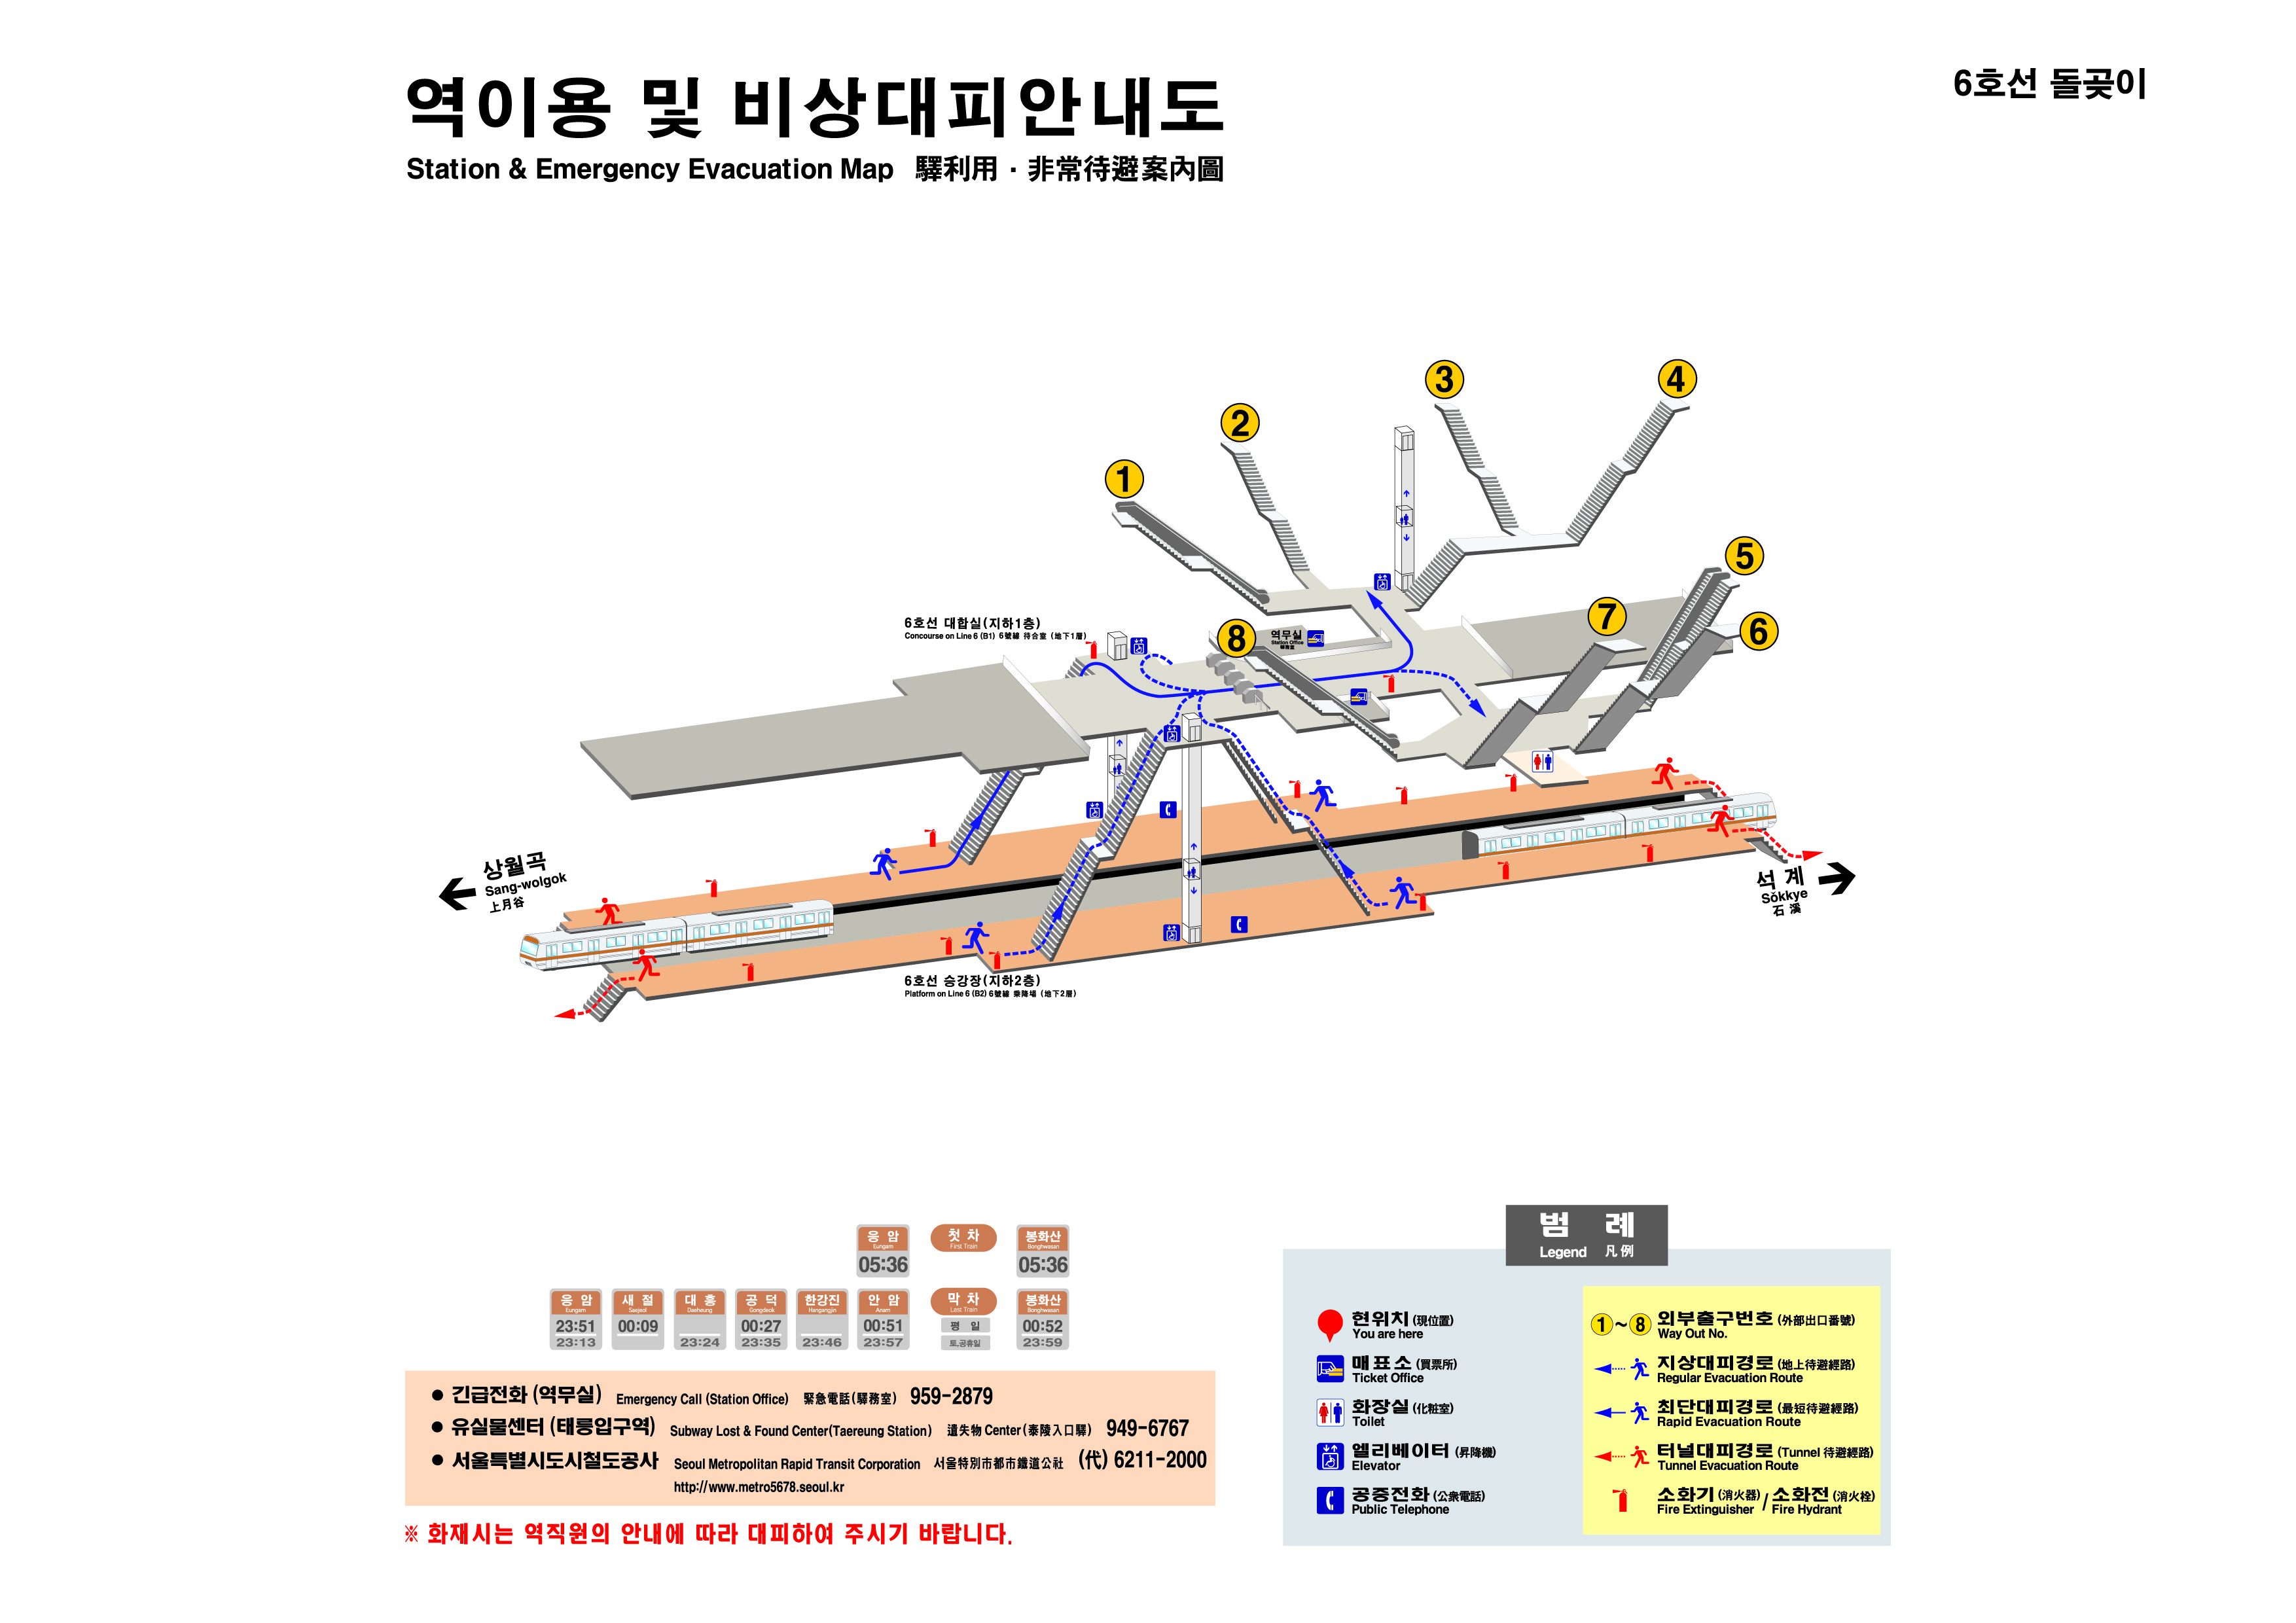 역이용 및 비상대피안내도
Station & Emergency Evacuation Map 驛利用 · 非常待避案內圖
6호선 돌곶이
3
4
2
1
5
7
6
8
6호선 대합실(지하1층)
Concourse on Line 6 (B1) 6號線 待合室 (地下1層)
역무실
Station Office
驛務室
상월곡
Sang-wolgok
上月谷
석계
Sŏkkye
石溪
6호선 승강장(지하2층)
Platform on Line 6 (B2) 6號線 乘降場 (地下2層)
응암 첫차 봉화산
Eungam First Train Bonghwasan
05:36 05:36
응암 새절 대흥 공덕 한강진 안암 막차 봉화산
Eungam Saejeol Daeheung Gongdeok Hangangjin Anam Last Train Bonghwasan
23:51 00:09 00:27 00:51 평일 00:52
23:13 23:24 23:35 23:46 23:57 토,공휴일 23:59
● 긴급전화 (역무실) Emergency Call (Station Office) 緊急電話(驛務室) 959-2879
● 유실물센터 (태릉입구역) Subway Lost & Found Center(Taereung Station) 遺失物 Center(泰陵入口驛) 949-6767
● 서울특별시도시철도공사 Seoul Metropolitan Rapid Transit Corporation 서울特別市都市鐵道公社 (代) 6211-2000
http://www.metro5678.seoul.kr
※ 화재시는 역직원의 안내에 따라 대피하여 주시기 바랍니다.
범 례
Legend 凡例
현위치 (現位置)
You are here
매표소 (買票所)
Ticket Office
화장실 (化粧室)
Toilet
엘리베이터 (昇降機)
Elevator
공중전화 (公衆電話)
Public Telephone
1~8 외부출구번호 (外部出口番號)
Way Out No.
지상대피경로 (地上待避經路)
Regular Evacuation Route
최단대피경로 (最短待避經路)
Rapid Evacuation Route
터널대피경로 (Tunnel 待避經路)
Tunnel Evacuation Route
소화기 (消火器) / 소화전 (消火栓)
Fire Extinguisher / Fire Hydrant